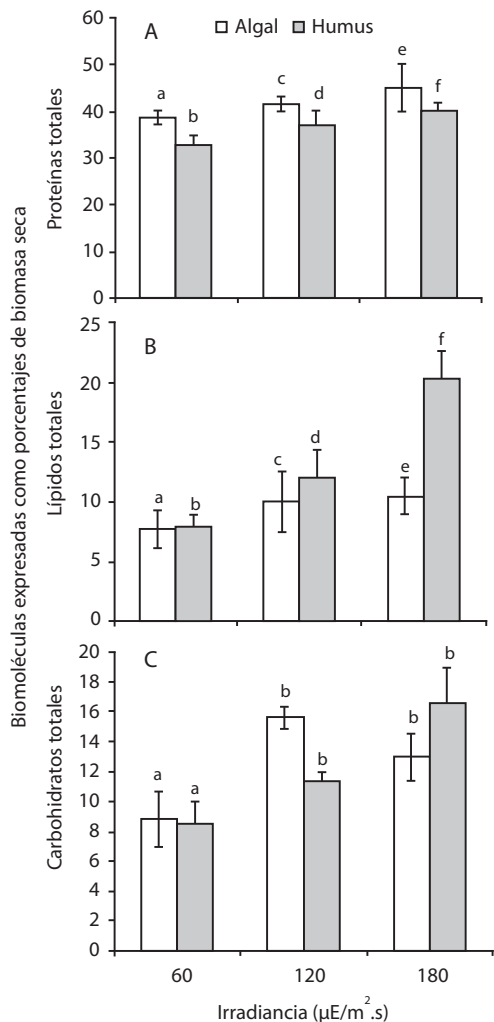 Biomoléculas expresadas como porcentajes de biomasa seca
A
Algal
Humus
Proteínas totales
60
50
40
30
20
10
0
a
b
c
d
e
f
B
Lípidos totales
25
20
15
10
5
0
a
b
c
d
e
f
C
Carbohidratos totales
20
18
16
14
12
10
8
6
4
2
0
a
a
b
b
b
b
60
120
180
Irradiancia (µE/m².s)